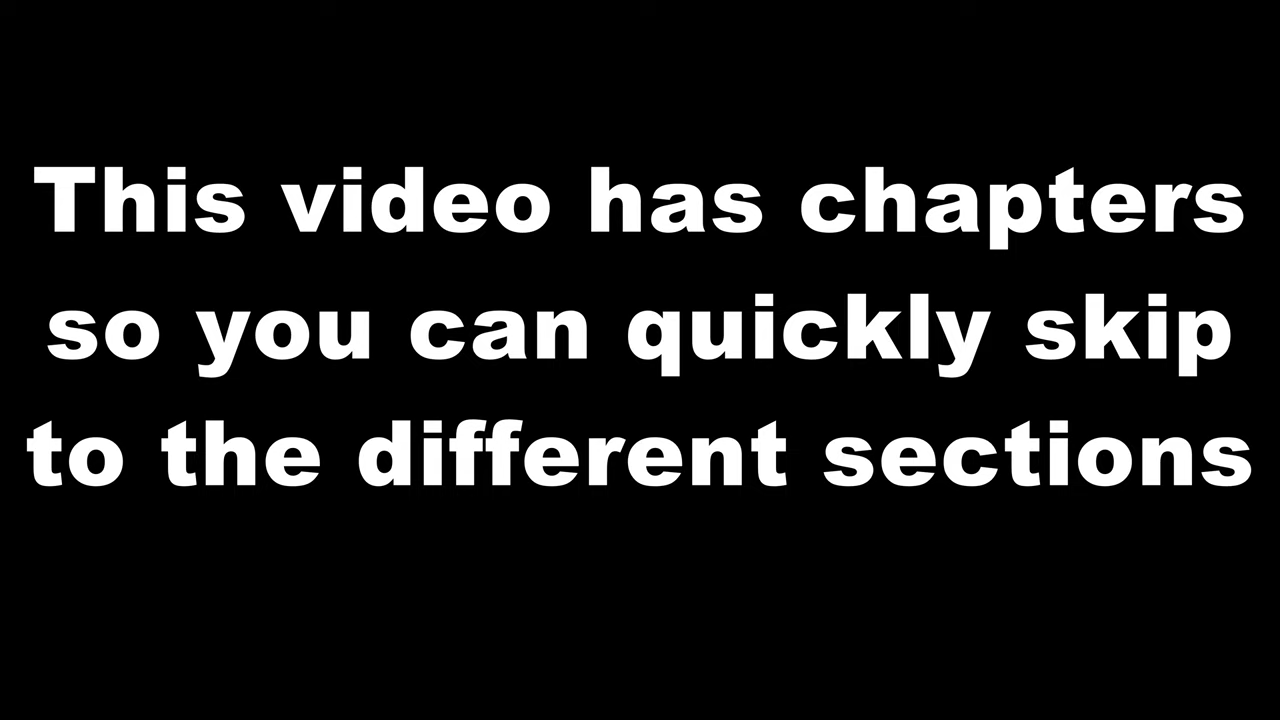 This video has chapters
so you can quickly skip
to the different sections